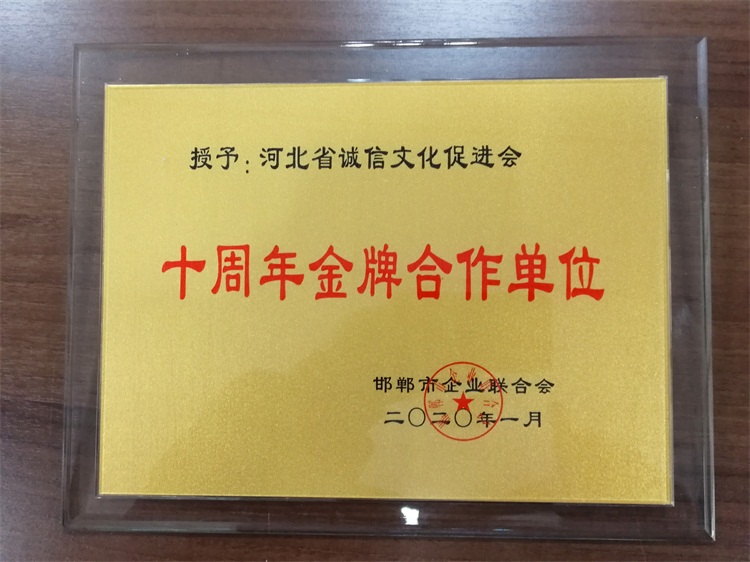 授予：河北省诚信文化促进会
十周年金牌合作单位
邯郸市企业联合会
二〇二〇年一月